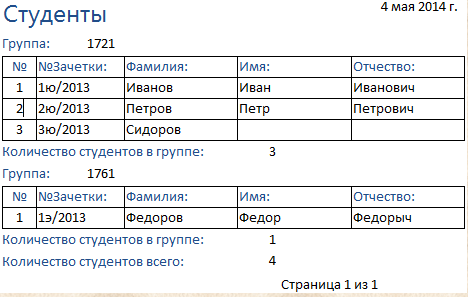 Студенты 4 мая 2014 г.
Группа: 1721
№ №Зачетки: Фамилия: Имя: Отчество:
1 1ю/2013 Иванов Иван Иванович
2 2ю/2013 Петров Петр Петрович
3 3ю/2013 Сидоров
Количество студентов в группе: 3
Группа: 1761
№ №Зачетки: Фамилия: Имя: Отчество:
1 1э/2013 Федоров Федор Федорыч
Количество студентов в группе: 1
Количество студентов всего: 4
Страница 1 из 1